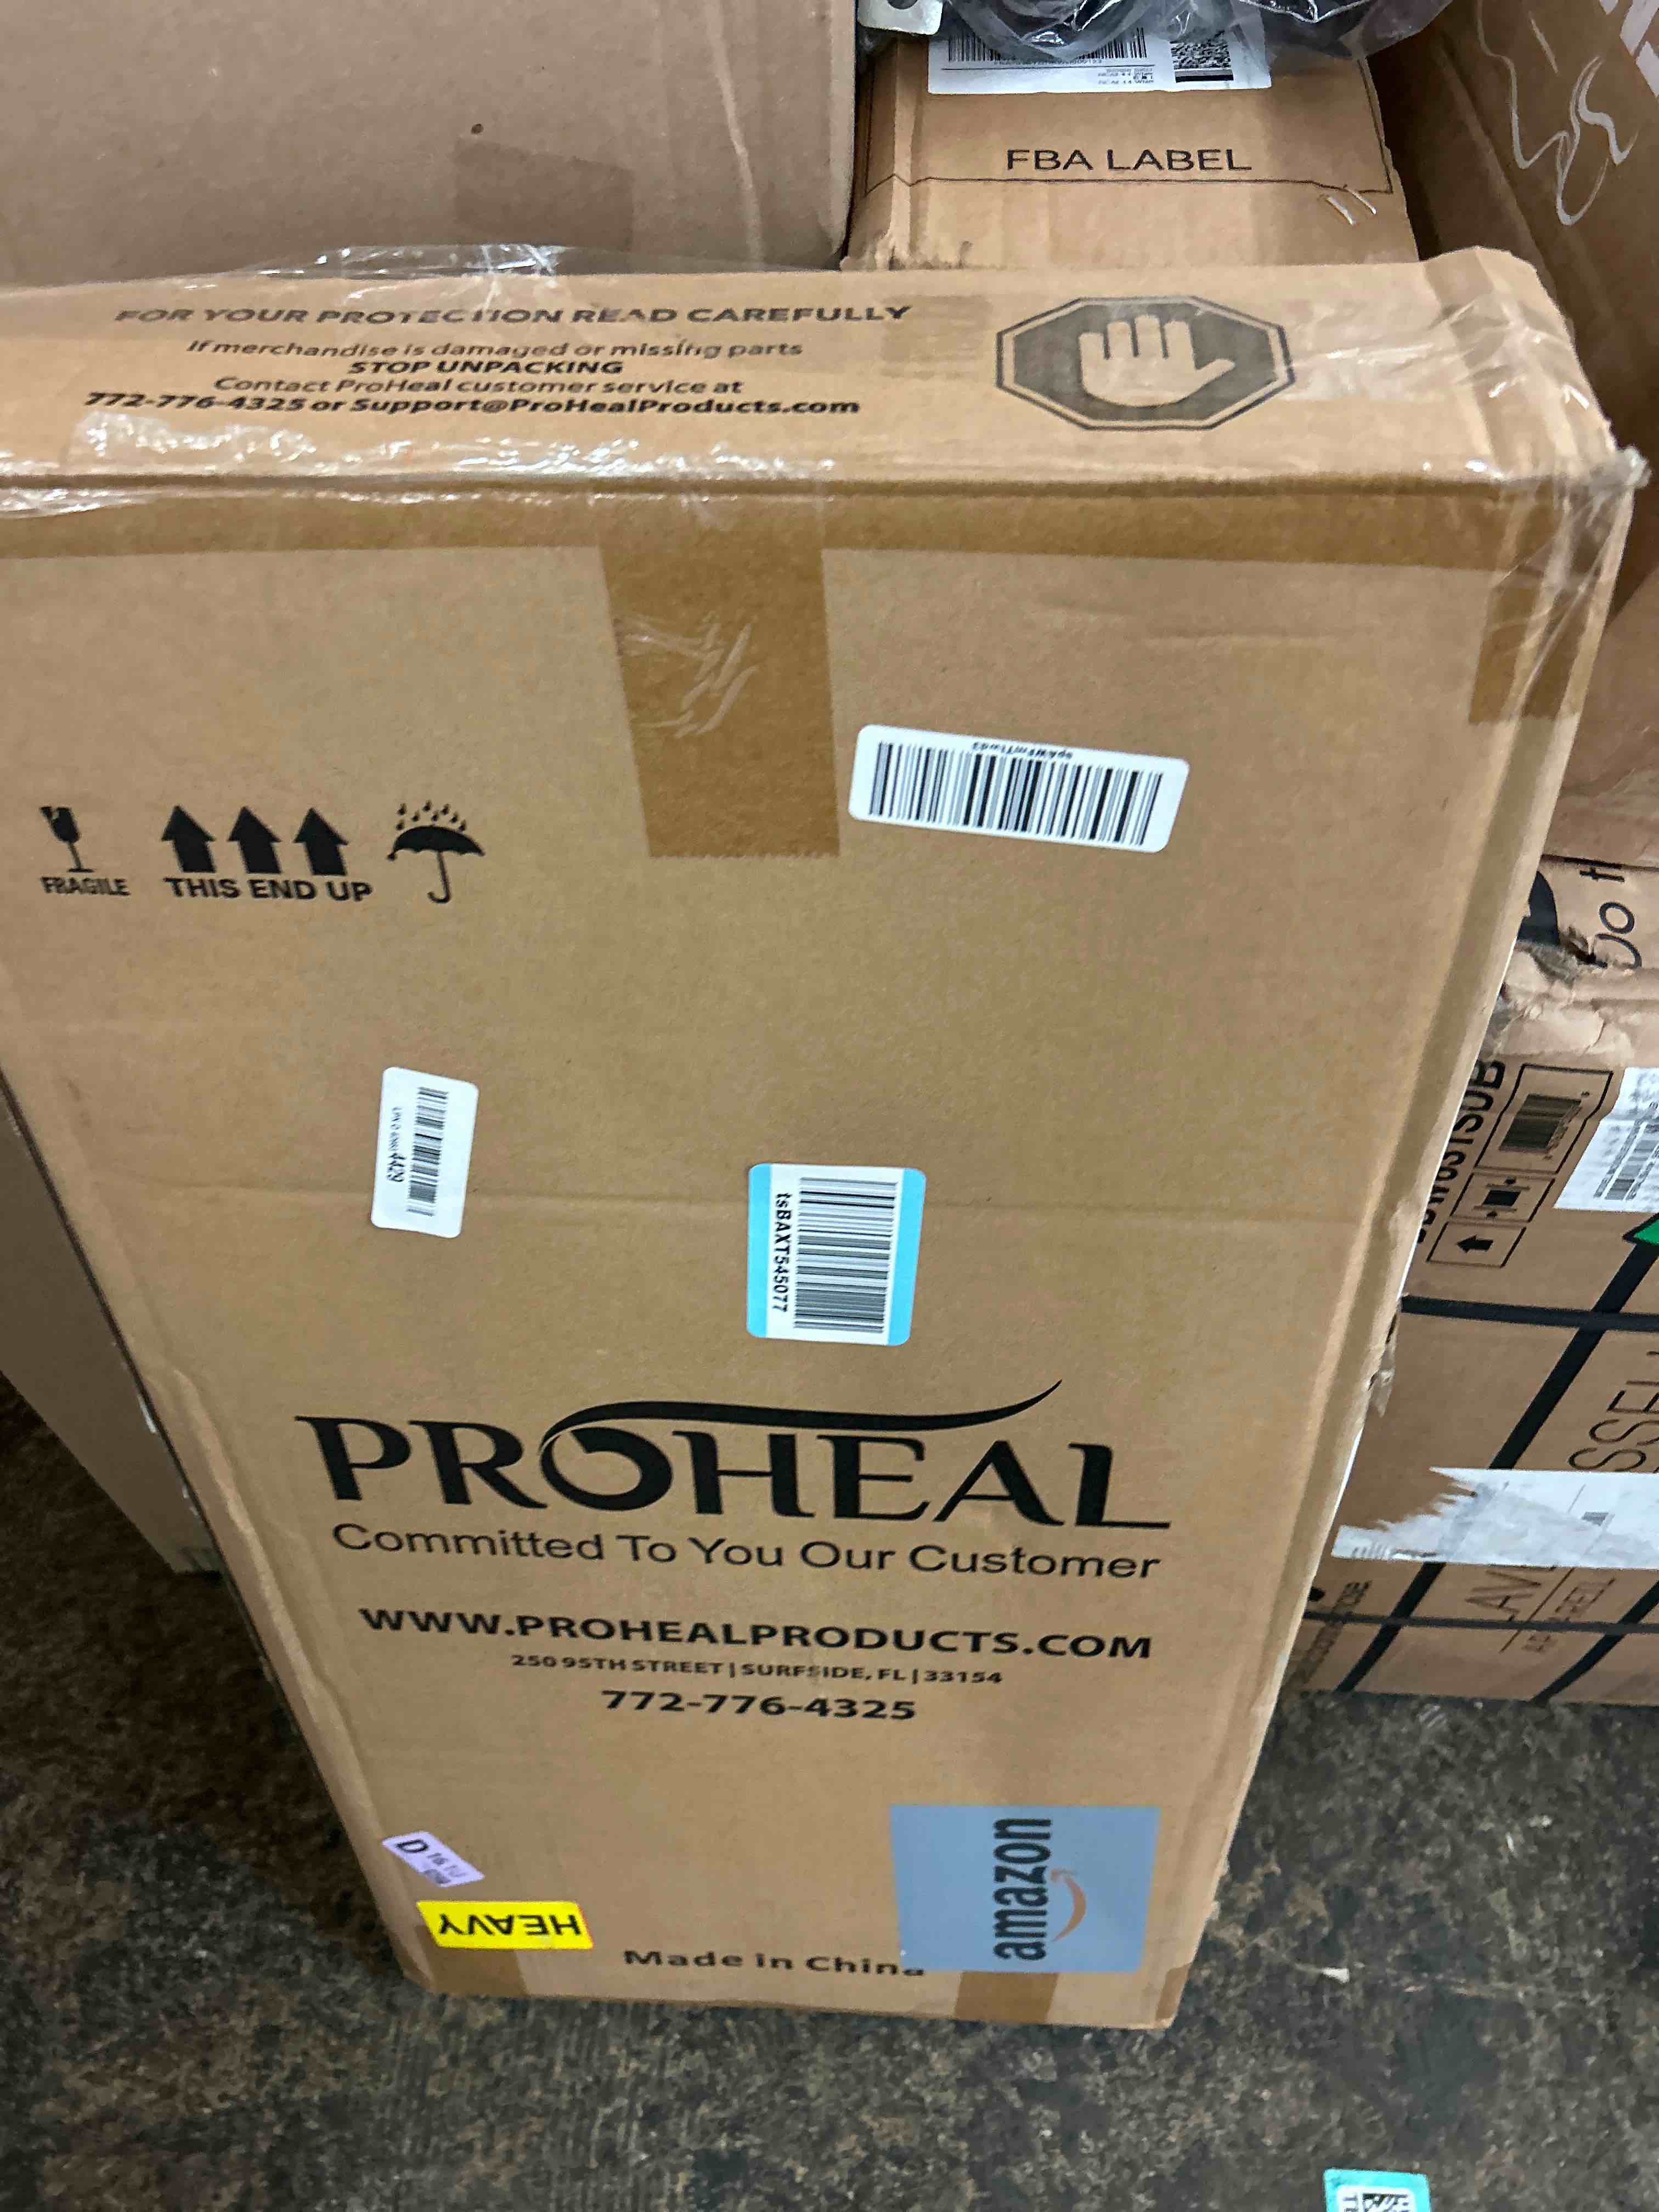 FBA LABEL
FOR YOUR PROTECTION READ CAREFULLY
If merchandise is damaged or missing parts
STOP UNPACKING
Contact ProHeal customer service at
772-776-4325 or Support@ProHealProducts.com
FRAGILE
THIS END UP
4429
tsBAXT545077
PROHEAL
Committed To You Our Customer
WWW.PROHEALPRODUCTS.COM
250 95TH STREET | SURFSIDE, FL | 33154
772-776-4325
D
HEAVY
amazon
Made in China